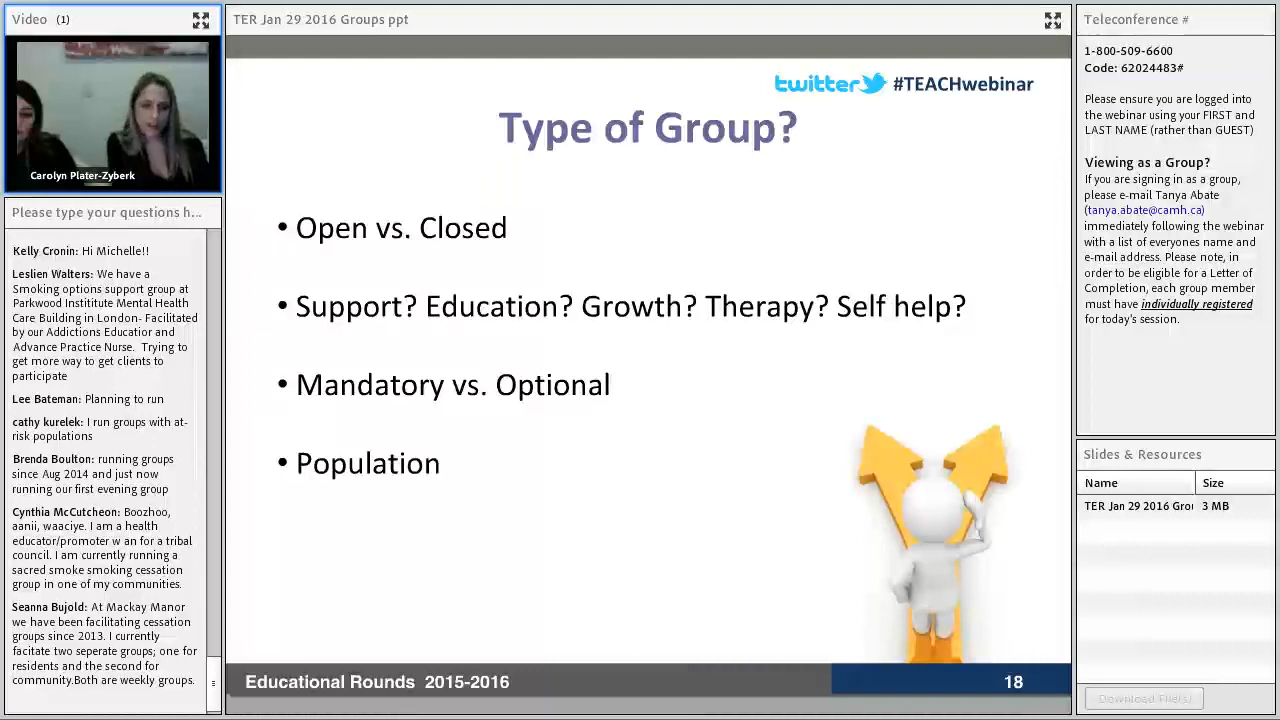 Video (1)
Carolyn Plater-Zyberk
Please type your questions h...
Kelly Cronin: Hi Michelle!!
Leslien Walters: We have a
Smoking options support group at
Parkwood Instititute Mental Health
Care Building in London- Facilitated
by our Addictions Educatior and
Advance Practice Nurse. Trying to
get more way to get clients to
participate
Lee Bateman: Planning to run
cathy kurelek: I run groups with at-
risk populations
Brenda Boulton: running groups
since Aug 2014 and just now
running our first evening group
Cynthia McCutcheon: Boozhoo,
aanii, waaciye. I am a health
educator/promoter w an for a tribal
council. I am currently running a
sacred smoke smoking cessation
group in one of my communities.
Seanna Bujold: At Mackay Manor
we have been facilitating cessation
groups since 2013. I currently
facitate two seperate groups; one for
residents and the second for
community.Both are weekly groups.
TER Jan 29 2016 Groups ppt
twitter #TEACHwebinar
Type of Group?
• Open vs. Closed
• Support? Education? Growth? Therapy? Self help?
• Mandatory vs. Optional
• Population
Educational Rounds 2015-2016
18
Teleconference #
1-800-509-6600
Code: 62024483#
Please ensure you are logged into
the webinar using your FIRST and
LAST NAME (rather than GUEST)
Viewing as a Group?
If you are signing in as a group,
please e-mail Tanya Abate
(tanya.abate@camh.ca)
immediately following the webinar
with a list of everyones name and
e-mail address. Please note, in
order to be eligible for a Letter of
Completion, each group member
must have individually registered
for today's session.
Slides & Resources
Name Size
TER Jan 29 2016 Grou 3 MB
Download File(s)